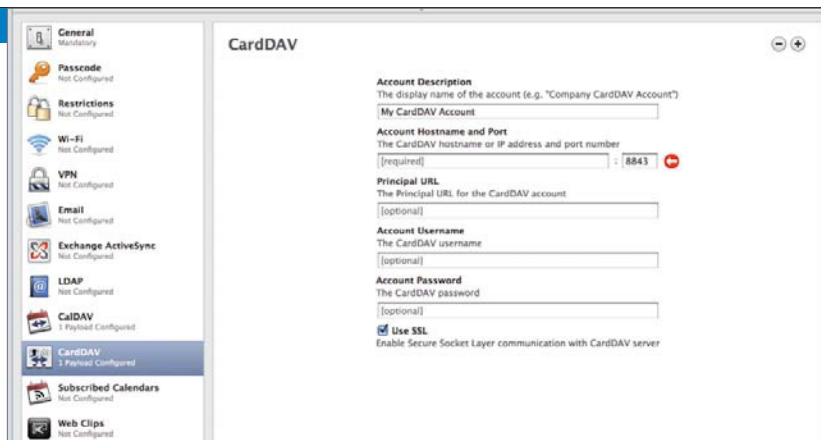 General
Mandatory
Passcode
Not Configured
Restrictions
Not Configured
Wi-Fi
Not Configured
VPN
Not Configured
Email
Not Configured
Exchange ActiveSync
Not Configured
LDAP
Not Configured
CalDAV
1 Payload Configured
CardDAV
1 Payload Configured
Subscribed Calendars
Not Configured
Web Clips
Not Configured
CardDAV
Account Description
The display name of the account (e.g. "Company CardDAV Account")
My CardDAV Account
Account Hostname and Port
The CardDAV hostname or IP address and port number
[required] : 8843
Principal URL
The Principal URL for the CardDAV account
[optional]
Account Username
The CardDAV username
[optional]
Account Password
The CardDAV password
[optional]
Use SSL
Enable Secure Socket Layer communication with CardDAV server